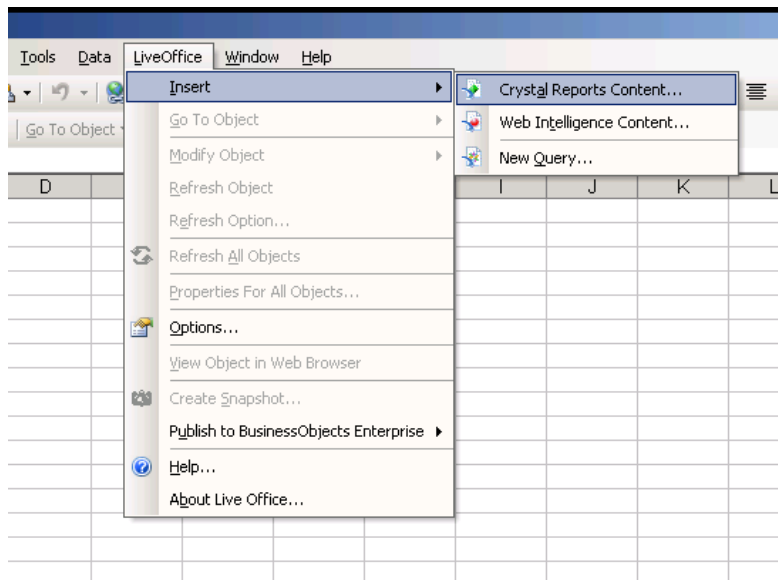 Tools Data LiveOffice Window Help
Insert
Crystal Reports Content...
Go To Object
Go To Object
Web Intelligence Content...
Modify Object
New Query...
D I J K L
Refresh Object
Refresh Option...
Refresh All Objects
Properties For All Objects...
Options...
View Object in Web Browser
Create Snapshot...
Publish to BusinessObjects Enterprise
Help...
About Live Office...